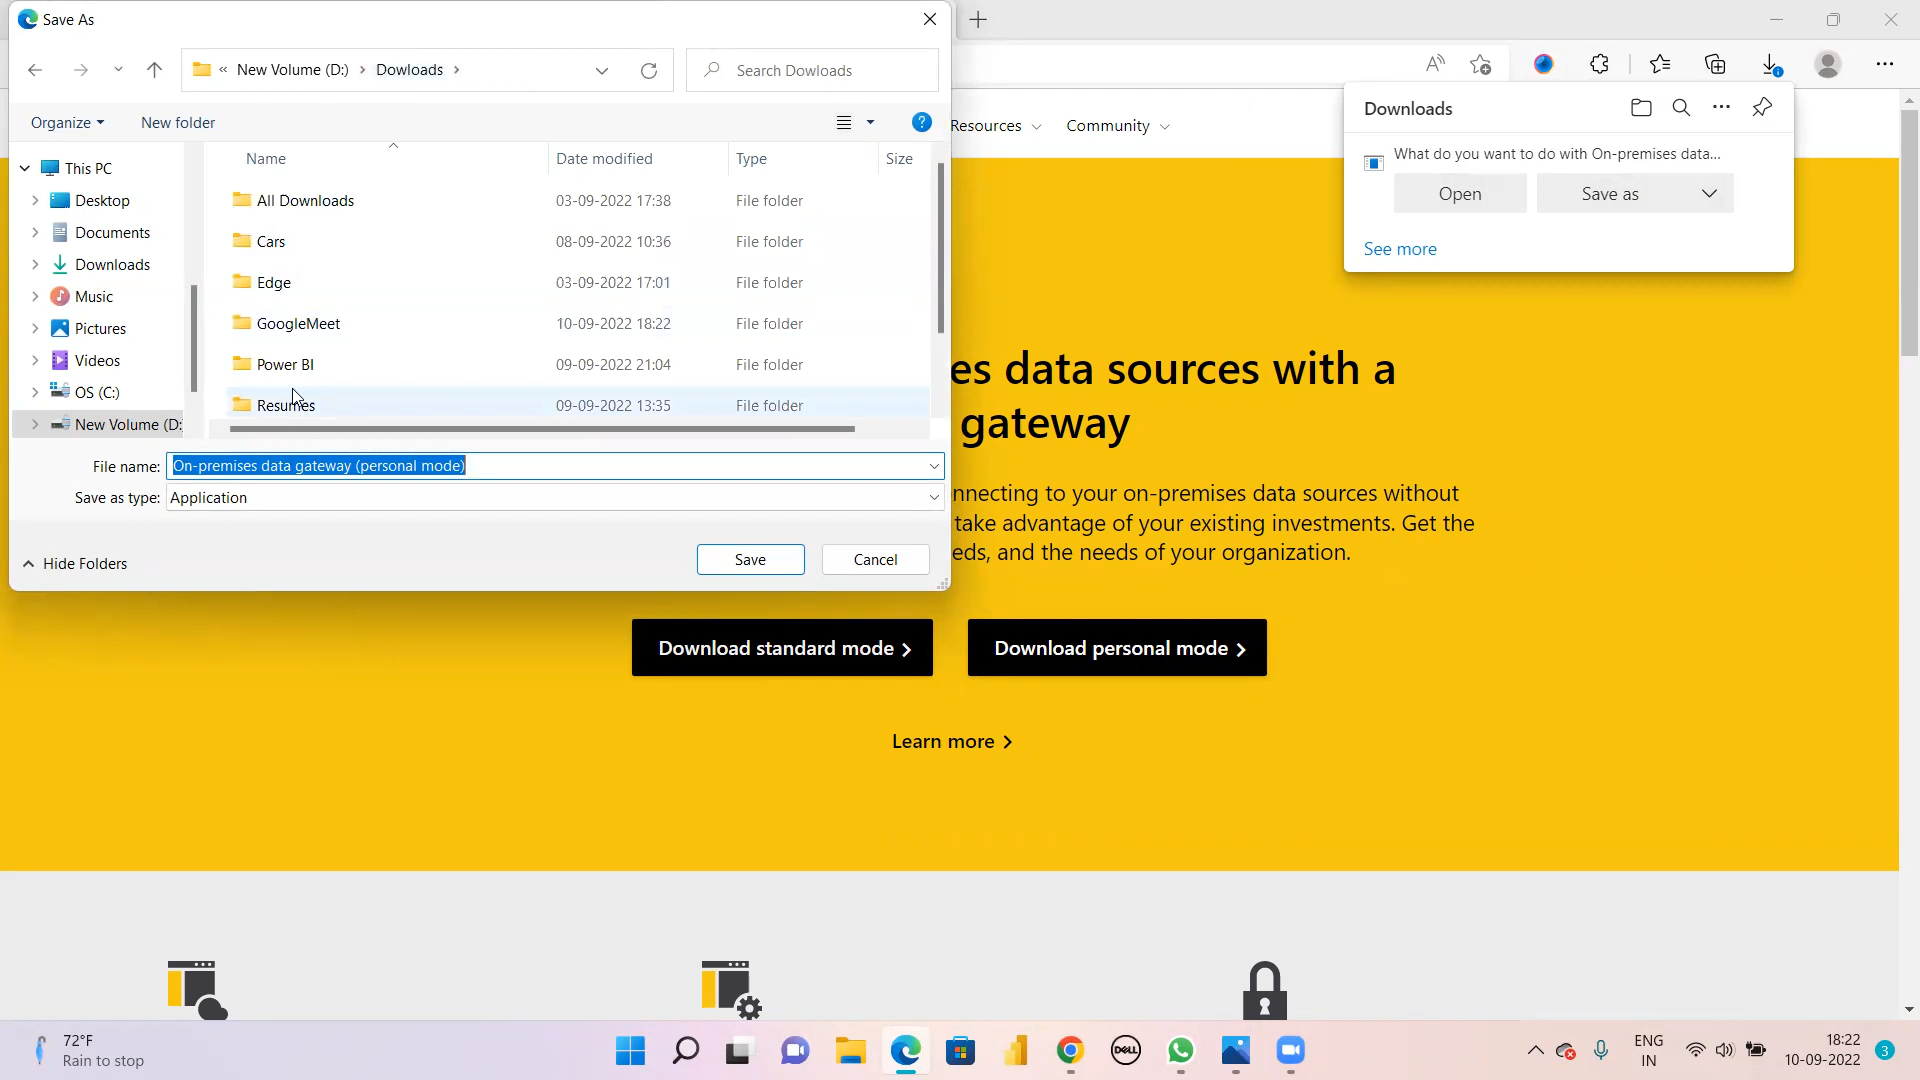 Save As
« New Volume (D:) > Dowloads >
Search Dowloads
Organize
New folder
Name
Date modified
Type
Size
This PC
Desktop
Documents
Downloads
Music
Pictures
Videos
OS (C:)
New Volume (D:
All Downloads 03-09-2022 17:38 File folder
Cars 08-09-2022 10:36 File folder
Edge 03-09-2022 17:01 File folder
GoogleMeet 10-09-2022 18:22 File folder
Power BI 09-09-2022 21:04 File folder
Resumes 09-09-2022 13:35 File folder
File name: On-premises data gateway (personal mode)
Save as type: Application
Hide Folders
Save
Cancel
Resources
Community
Downloads
What do you want to do with On-premises data...
Open
Save as
See more
es data sources with a
gateway
nnecting to your on-premises data sources without
take advantage of your existing investments. Get the
eds, and the needs of your organization.
Download standard mode >
Download personal mode >
Learn more >
72°F
Rain to stop
DELL
ENG
IN
18:22
10-09-2022
3